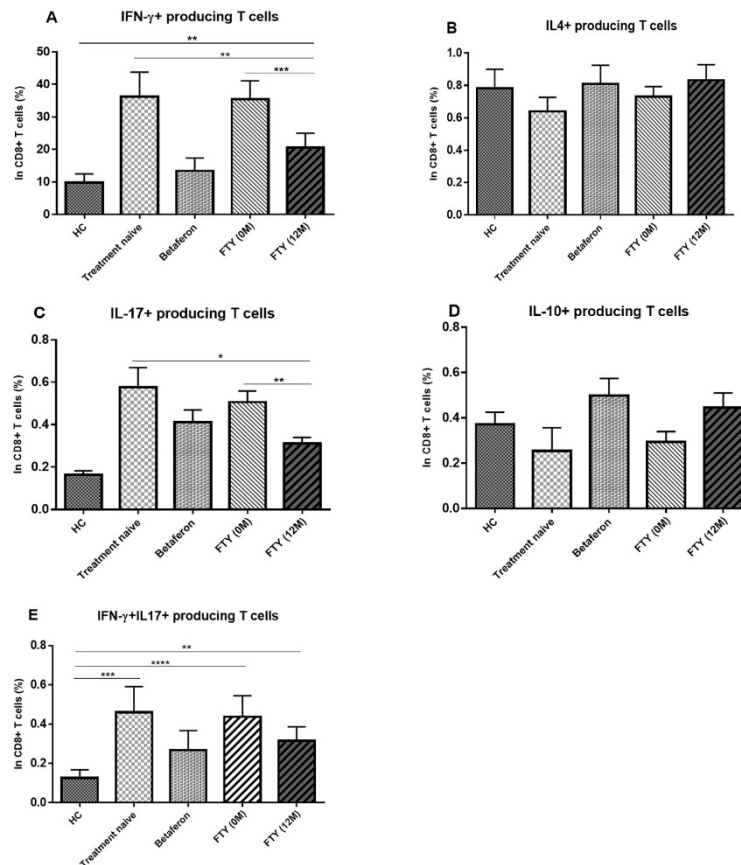 A
IFN-γ+ producing T cells
**
**
***
In CD8+ T cells (%)
50
40
30
20
10
0
HC
Treatment naive
Betaferon
FTY (0M)
FTY (12M)
B
IL4+ producing T cells
In CD8+ T cells (%)
1.0
0.8
0.6
0.4
0.2
0.0
HC
Treatment naive
Betaferon
FTY (0M)
FTY (12M)
C
IL-17+ producing T cells
*
**
In CD8+ T cells (%)
0.8
0.6
0.4
0.2
0.0
HC
Treatment naive
Betaferon
FTY (0M)
FTY (12M)
D
IL-10+ producing T cells
In CD8+ T cells (%)
0.8
0.6
0.4
0.2
HC
Treatment naive
Betaferon
FTY (0M)
FTY (12M)
E
IFN-γ+IL17+ producing T cells
**
****
***
In CD8+ T cells (%)
0.8
0.6
0.4
0.2
0.0
HC
Treatment naive
Betaferon
FTY (0M)
FTY (12M)